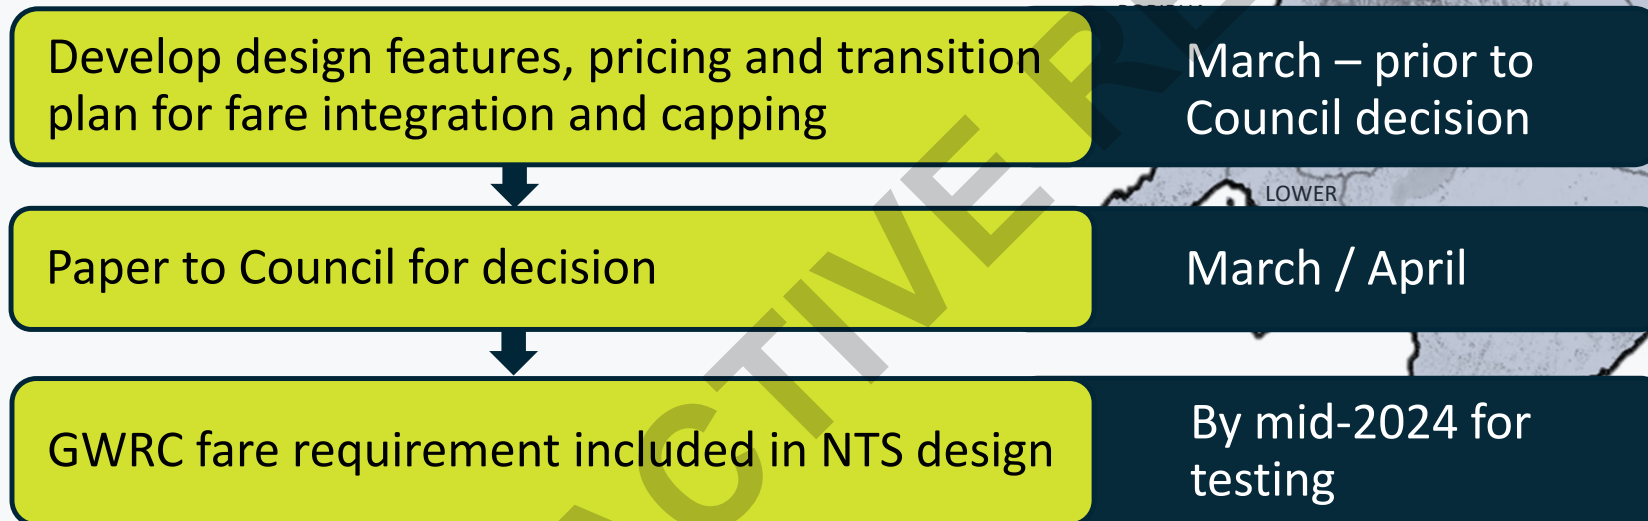 Develop design features, pricing and transition
plan for fare integration and capping
March – prior to
Council decision
LOWER
Paper to Council for decision
March / April
GWRC fare requirement included in NTS design
By mid-2024 for
testing
ACTIVE